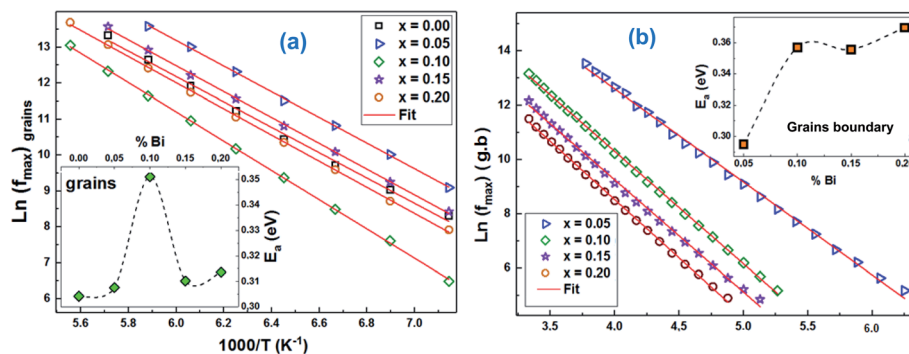 (a)
x = 0.00
x = 0.05
x = 0.10
x = 0.15
x = 0.20
Fit
Ln (fmax) grains
13
12
11
10
9
8
7
6
5.6
5.8
6.0
6.2
6.4
6.6
6.8
7.0
1000/T (K-1)
% Bi
0.00 0.05 0.10 0.15 0.20
grains
0,35
0,34
0,33
0,32
0,31
0,30
Ea (eV)
(b)
Ln (fmax) (g.b)
14
12
10
8
6
3.5
4.0
4.5
5.0
5.5
6.0
1000/T (K-1)
x = 0.05
x = 0.10
x = 0.15
x = 0.20
Fit
0.36
0.33
0.30
Ea (eV)
Grains boundary
0.05 0.10 0.15 0.20
% Bi